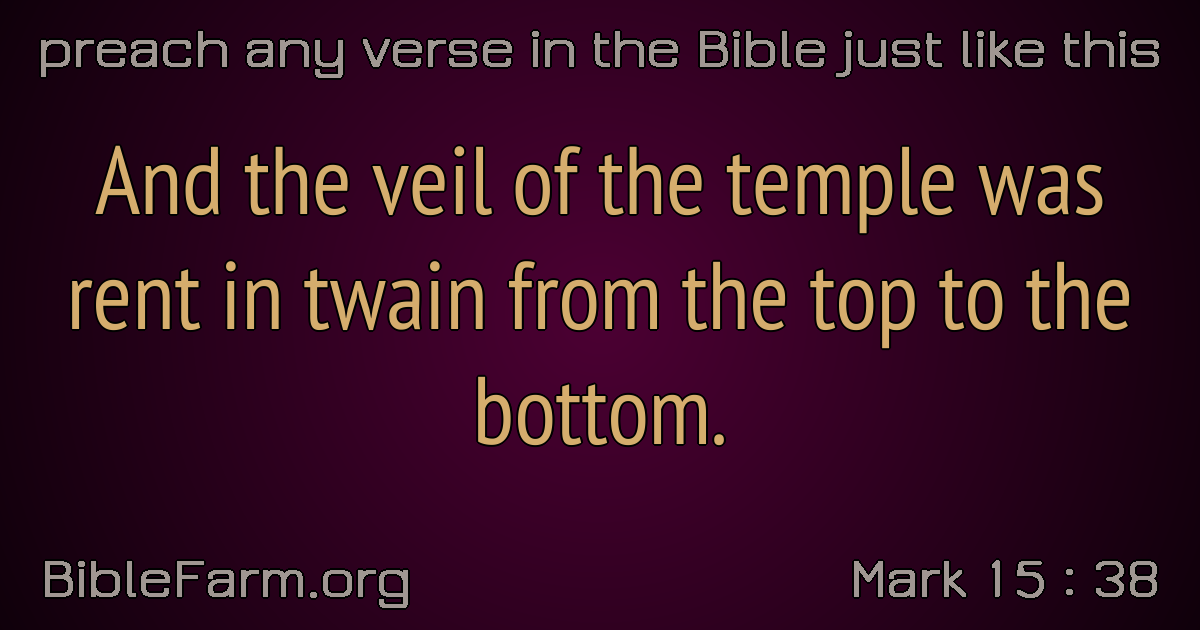 preach any verse in the Bible just like this
And the veil of the temple was
rent in twain from the top to the
bottom.
BibleFarm.org
Mark 15 : 38